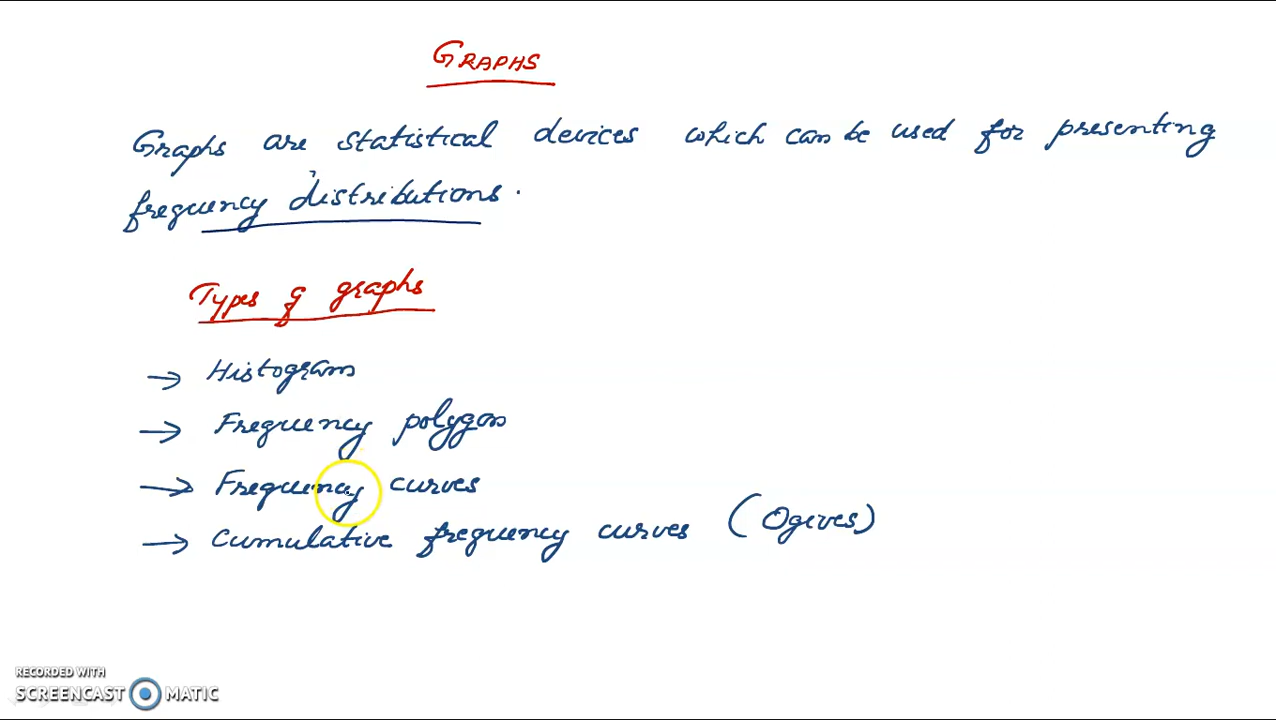 GRAPHS
Graphs are statistical devices which can be used for presenting
frequency distributions.
Types of graphs
→ Histogram
→ Frequency polygon
→ Frequency curves
→ Cumulative frequency curves (Ogives)
RECORDED WITH
SCREENCAST MATIC